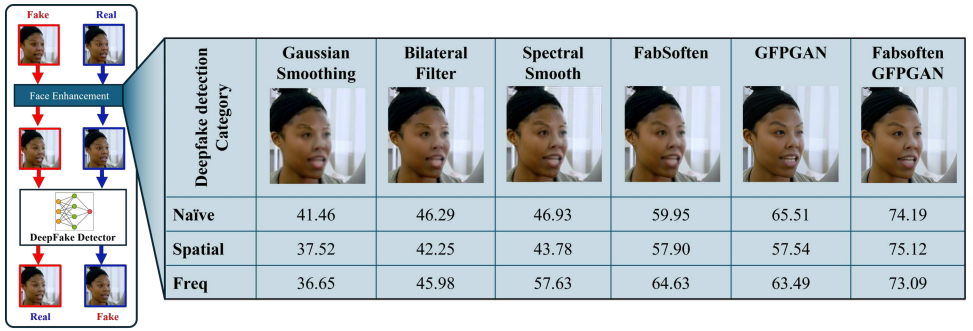 Fake Real
Face Enhancement
DeepFake Detector
Real Fake
Deepfake detection
Category
Gaussian
Smoothing
Bilateral
Filter
Spectral
Smooth
FabSoften
GFPGAN
Fabsoften
GFPGAN
Naïve 41.46 46.29 46.93 59.95 65.51 74.19
Spatial 37.52 42.25 43.78 57.90 57.54 75.12
Freq 36.65 45.98 57.63 64.63 63.49 73.09